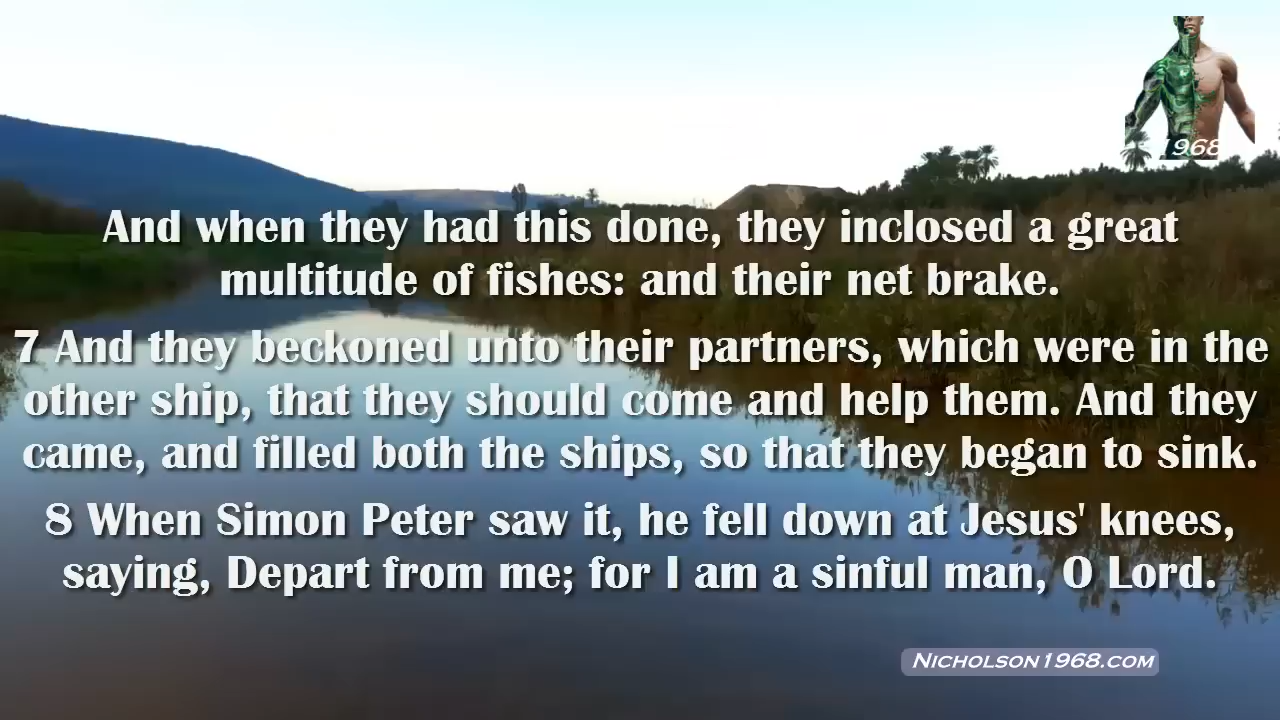 1968
And when they had this done, they inclosed a great
multitude of fishes: and their net brake.
7 And they beckoned unto their partners, which were in the
other ship, that they should come and help them. And they
came, and filled both the ships, so that they began to sink.
8 When Simon Peter saw it, he fell down at Jesus' knees,
saying, Depart from me; for I am a sinful man, O Lord.
Nicholson1968.com